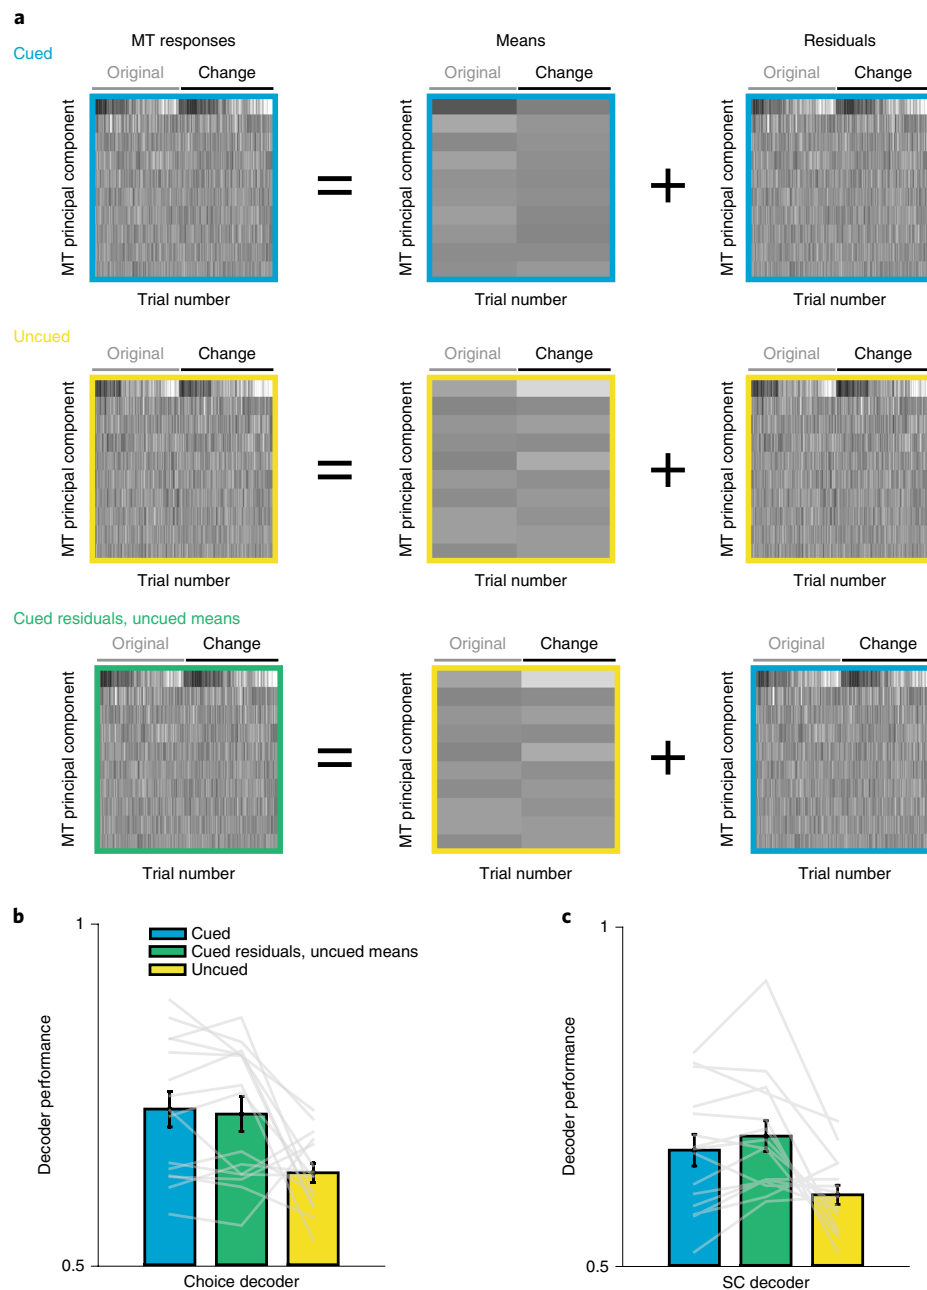 a
MT responses Means Residuals
Cued
Original Change Original Change Original Change
MT principal component MT principal component MT principal component
= +
Trial number Trial number Trial number
Uncued
Original Change Original Change Original Change
MT principal component MT principal component MT principal component
= +
Trial number Trial number Trial number
Cued residuals, uncued means
Original Change Original Change Original Change
MT principal component MT principal component MT principal component
= +
Trial number Trial number Trial number
b
1
Cued
Cued residuals, uncued means
Uncued
Decoder performance
0.5
Choice decoder
c
1
Decoder performance
0.5
SC decoder